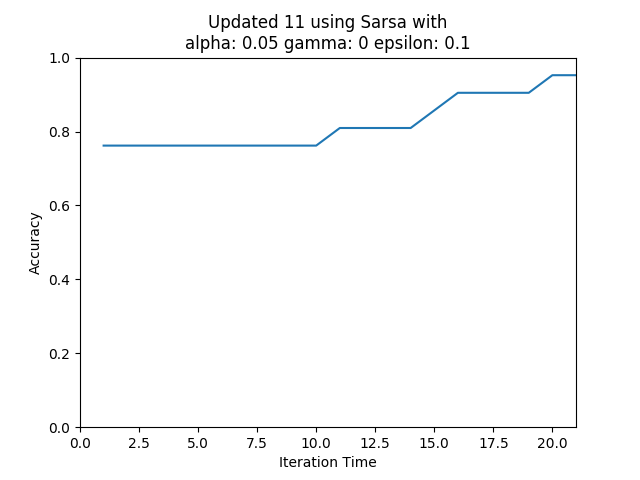 Updated 11 using Sarsa with
alpha: 0.05 gamma: 0 epsilon: 0.1
1.0
0.8
0.6
0.4
0.2
0.0
Accuracy
0.0 2.5 5.0 7.5 10.0 12.5 15.0 17.5 20.0
Iteration Time